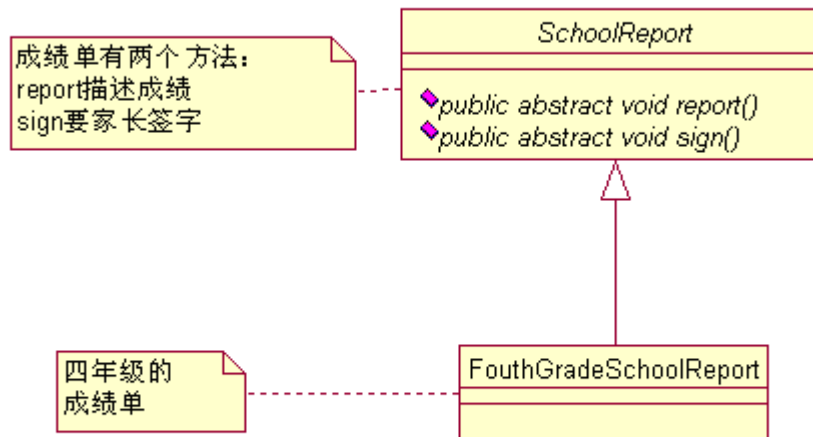 SchoolReport
成绩单有两个方法：
report描述成绩
sign要家长签字
public abstract void report()
public abstract void sign()
四年级的
成绩单
FouthGradeSchoolReport